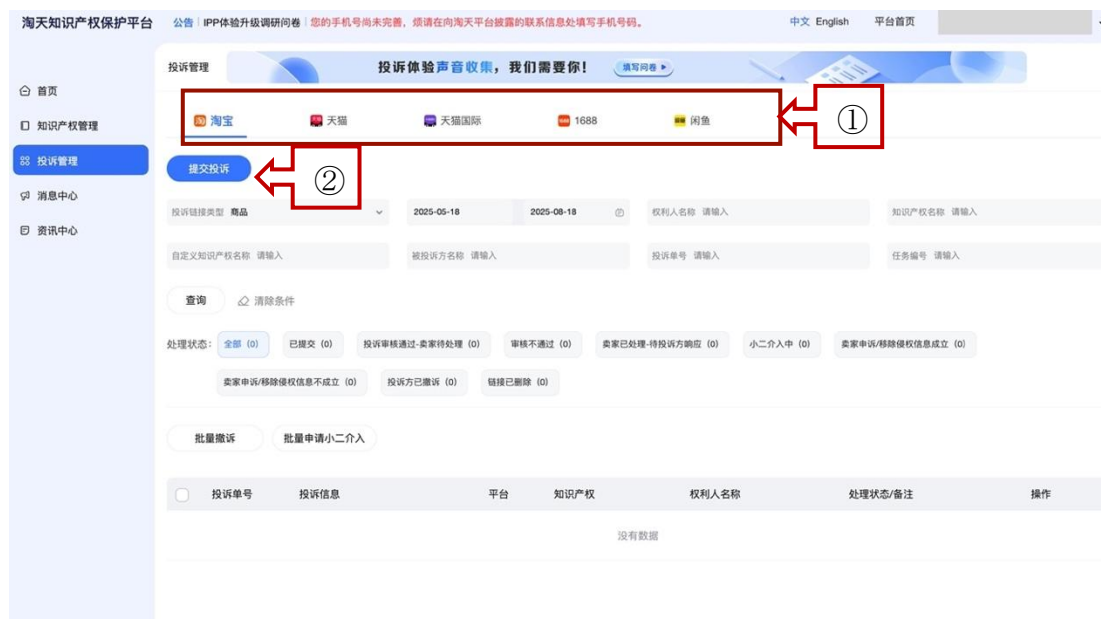 淘天知识产权保护平台 公告 IPP体验升级调研问卷 您的手机号尚未完善，烦请在向淘天平台披露的联系信息处填写手机号码。 中文 English 平台首页
投诉管理 投诉体验声音收集，我们需要你！ 填写问卷
首页
知识产权管理
投诉管理
消息中心
资讯中心
淘宝 天猫 天猫国际 1688 闲鱼 ①
提交投诉 ②
投诉链接类型 商品 2025-05-18 2025-08-18 权利人名称 请输入 知识产权名称 请输入
自定义知识产权名称 请输入 被投诉方名称 请输入 投诉单号 请输入 任务编号 请输入
查询 清除条件
处理状态： 全部（0） 已提交（0） 投诉审核通过-卖家待处理（0） 审核不通过（0） 卖家已处理-待投诉方响应（0） 小二介入中（0） 卖家申诉/移除侵权信息成立（0）
卖家申诉/移除侵权信息不成立（0） 投诉方已撤诉（0） 链接已删除（0）
批量撤诉 批量申请小二介入
投诉单号 投诉信息 平台 知识产权 权利人名称 处理状态/备注 操作
没有数据